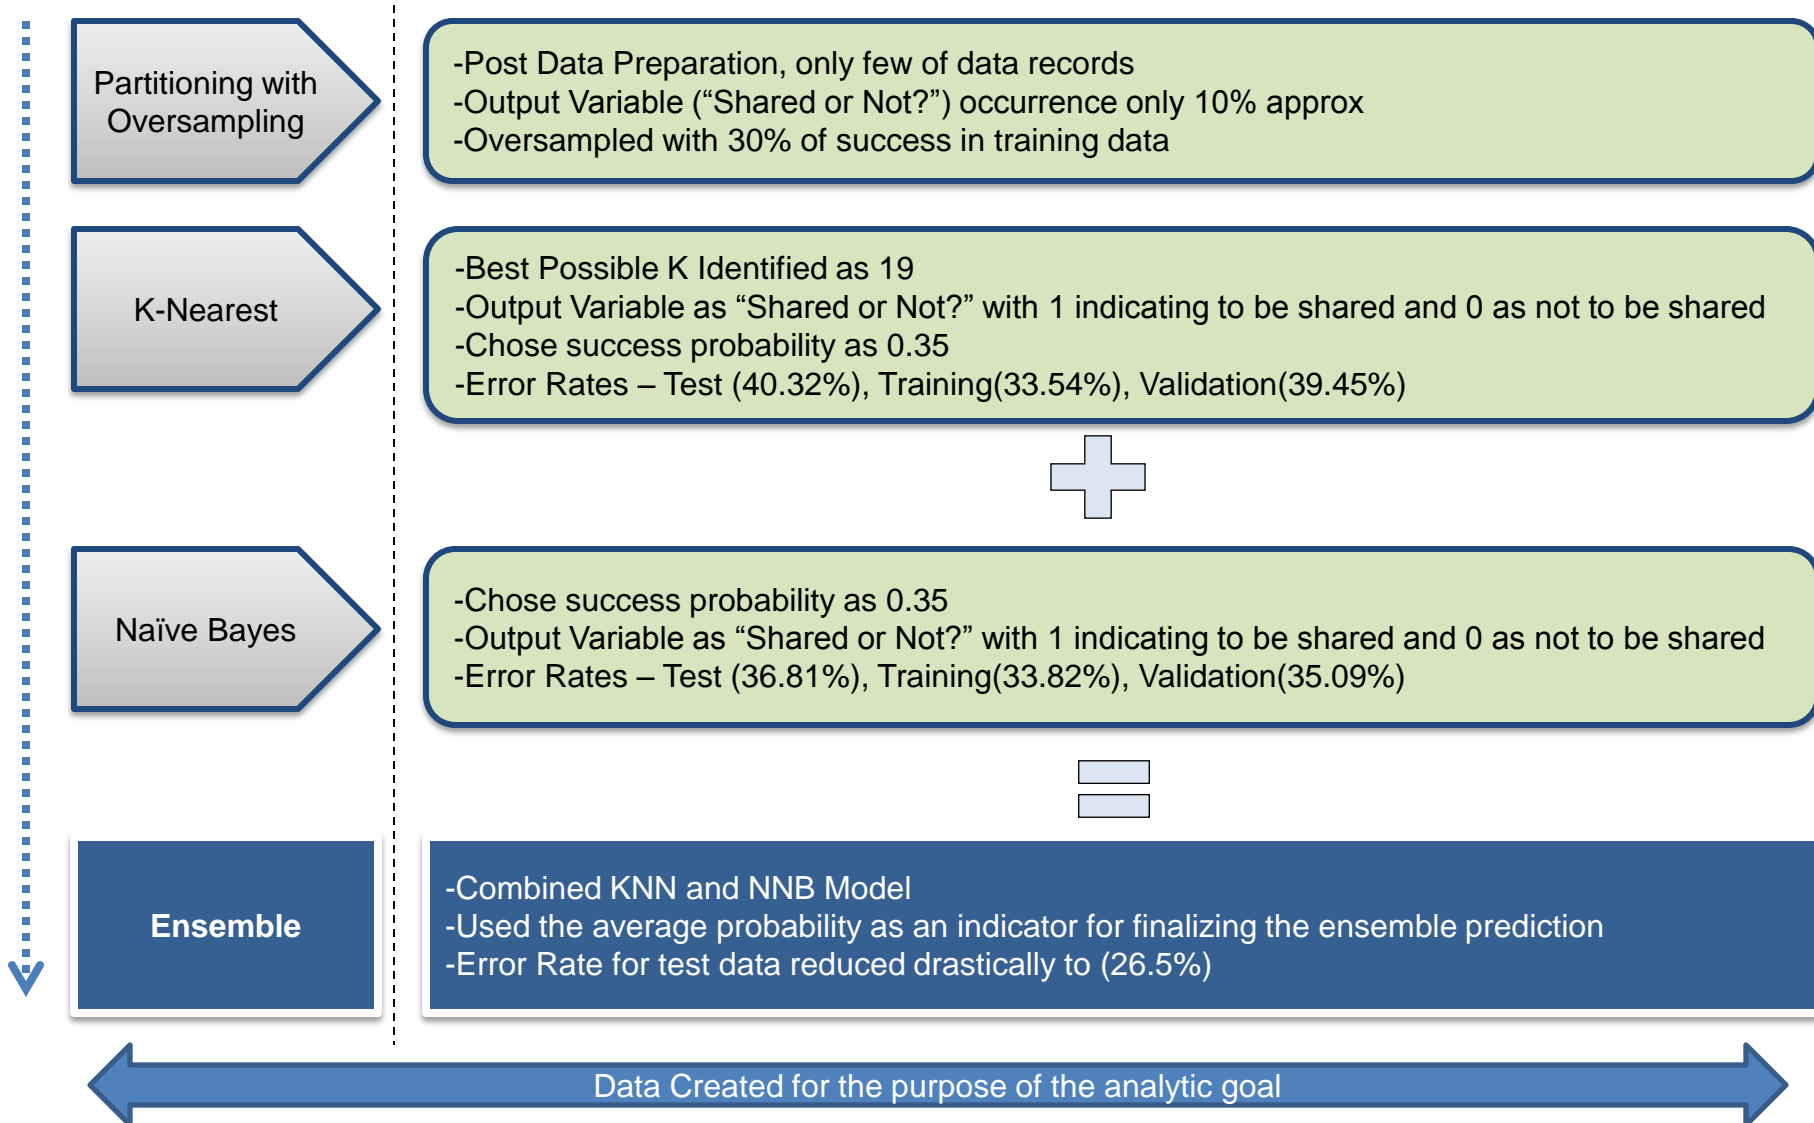 Partitioning with
Oversampling
-Post Data Preparation, only few of data records
-Output Variable (“Shared or Not?”) occurrence only 10% approx
-Oversampled with 30% of success in training data
K-Nearest
-Best Possible K Identified as 19
-Output Variable as “Shared or Not?” with 1 indicating to be shared and 0 as not to be shared
-Chose success probability as 0.35
-Error Rates – Test (40.32%), Training(33.54%), Validation(39.45%)
Naïve Bayes
-Chose success probability as 0.35
-Output Variable as “Shared or Not?” with 1 indicating to be shared and 0 as not to be shared
-Error Rates – Test (36.81%), Training(33.82%), Validation(35.09%)
Ensemble
-Combined KNN and NNB Model
-Used the average probability as an indicator for finalizing the ensemble prediction
-Error Rate for test data reduced drastically to (26.5%)
Data Created for the purpose of the analytic goal